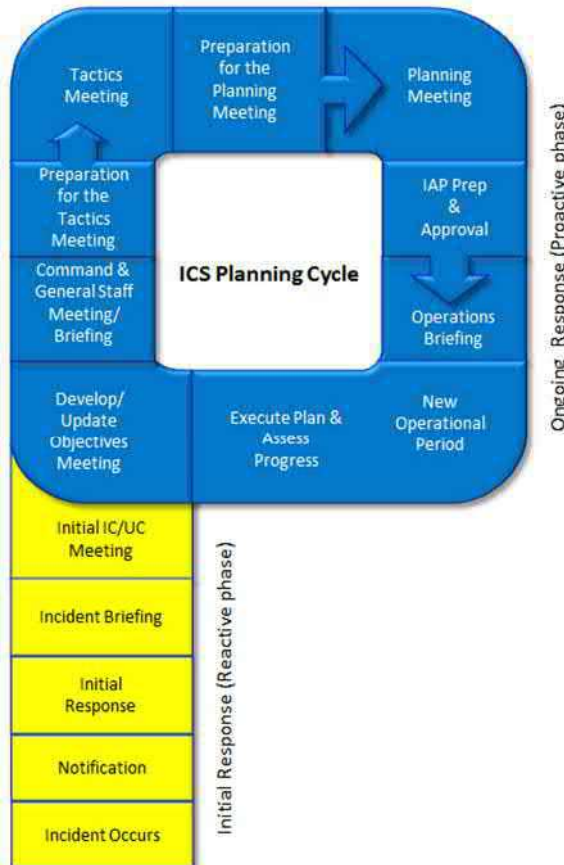 Tactics
Meeting
Preparation
for the
Planning
Meeting
Planning
Meeting
Preparation
for the
Tactics
Meeting
IAP Prep
&
Approval
Command &
General Staff
Meeting/
Briefing
ICS Planning Cycle
Operations
Briefing
Develop/
Update
Objectives
Meeting
Execute Plan &
Assess
Progress
New
Operational
Period
Ongoing Response (Proactive phase)
Initial IC/UC
Meeting
Incident Briefing
Initial
Response
Notification
Incident Occurs
Initial Response (Reactive phase)